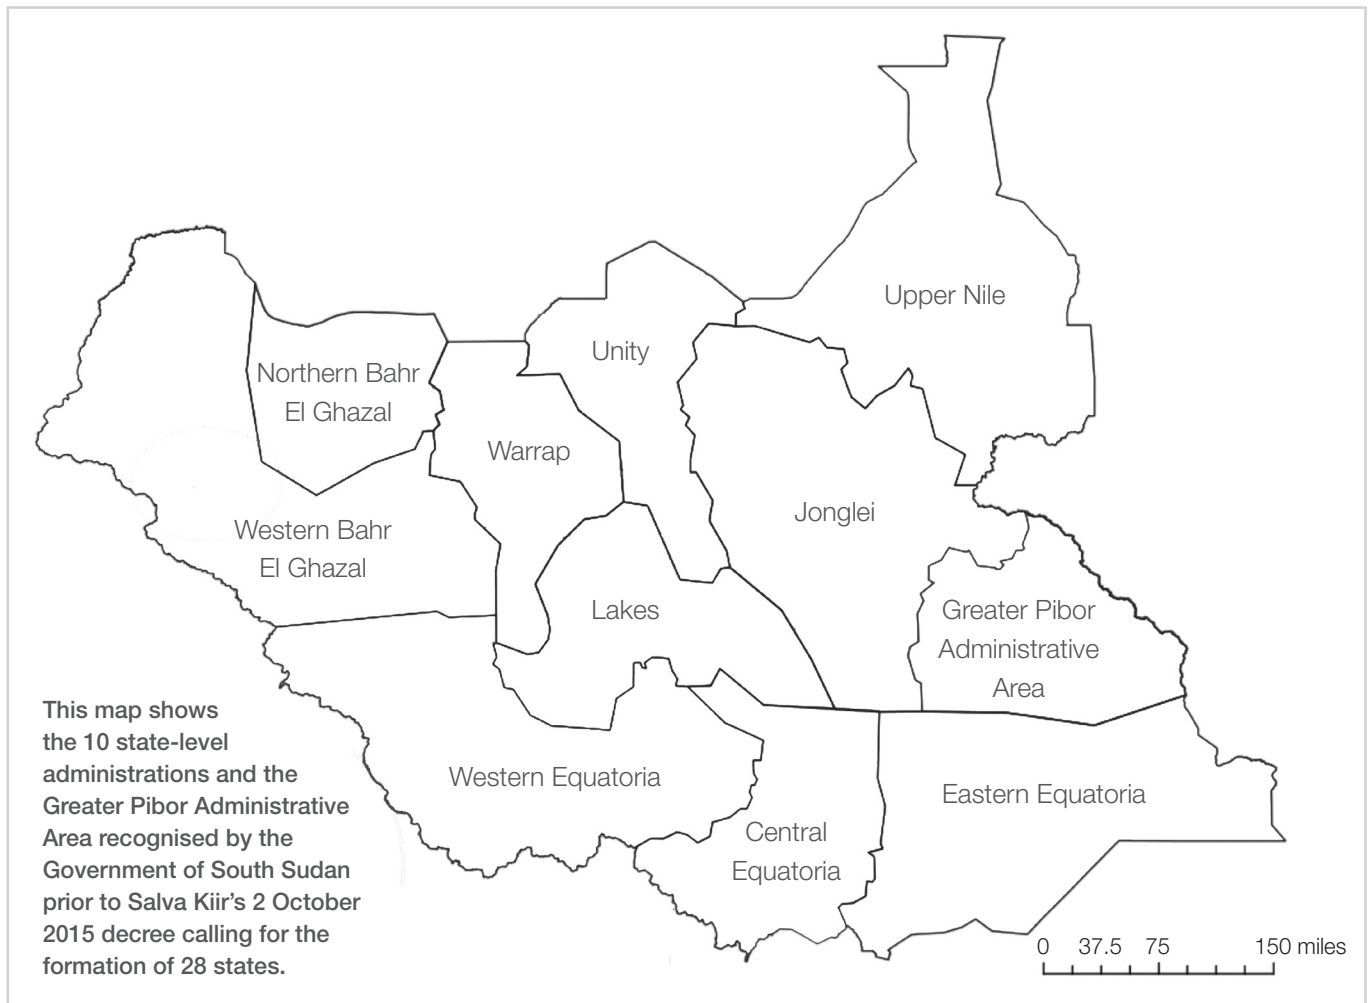 Upper Nile
Unity
Northern Bahr
El Ghazal
Warrap
Jonglei
Western Bahr
El Ghazal
Lakes
Greater Pibor
Administrative
Area
This map shows
the 10 state-level
administrations and the
Greater Pibor Administrative
Area recognised by the
Government of South Sudan
prior to Salva Kiir's 2 October
2015 decree calling for the
formation of 28 states.
Western Equatoria
Eastern Equatoria
Central
Equatoria
0 37.5 75 150 miles